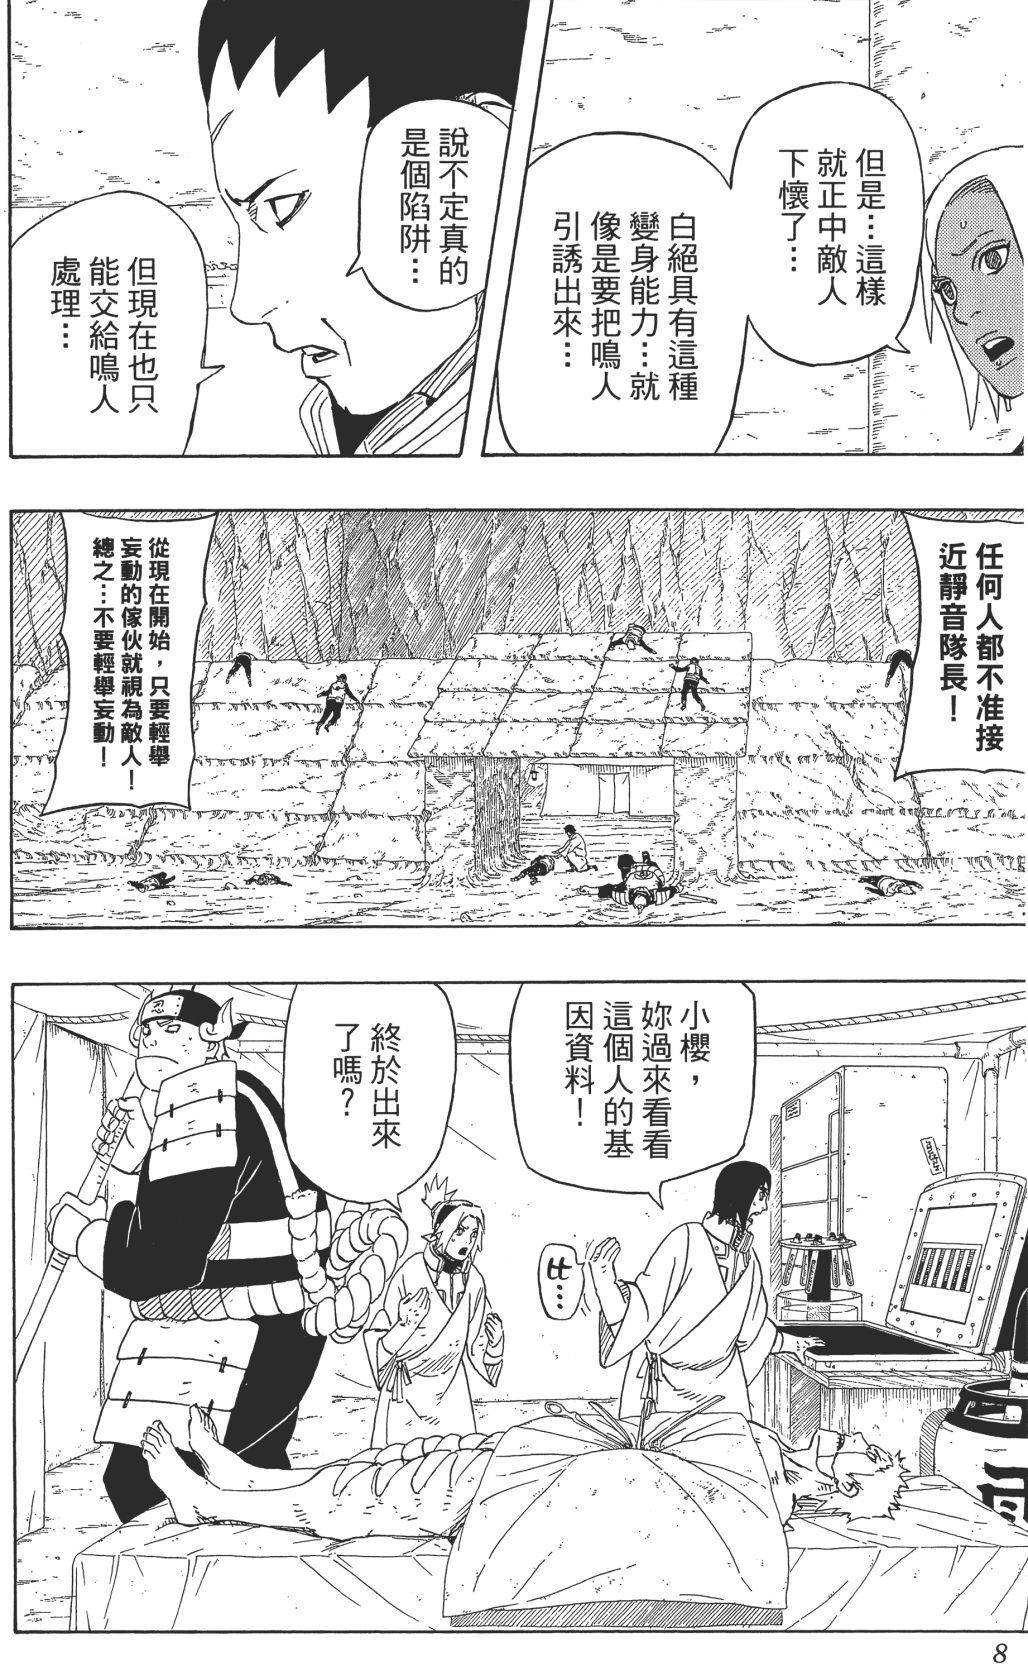 但是…這樣
就正中敵人
下懷了…
白絕具有這種
變身能力…就
像是要把鳴人
引誘出來…
說不定真的
是個陷阱…
但現在也只
能交給鳴人
處理…
任何人都不准接
近靜音隊長！
從現在開始，只要輕舉
妄動的傢伙就視為敵人！
總之…不要輕舉妄動！
小櫻，
妳過來看看
這個人的基
因資料！
終於出來
了嗎？
忍
8